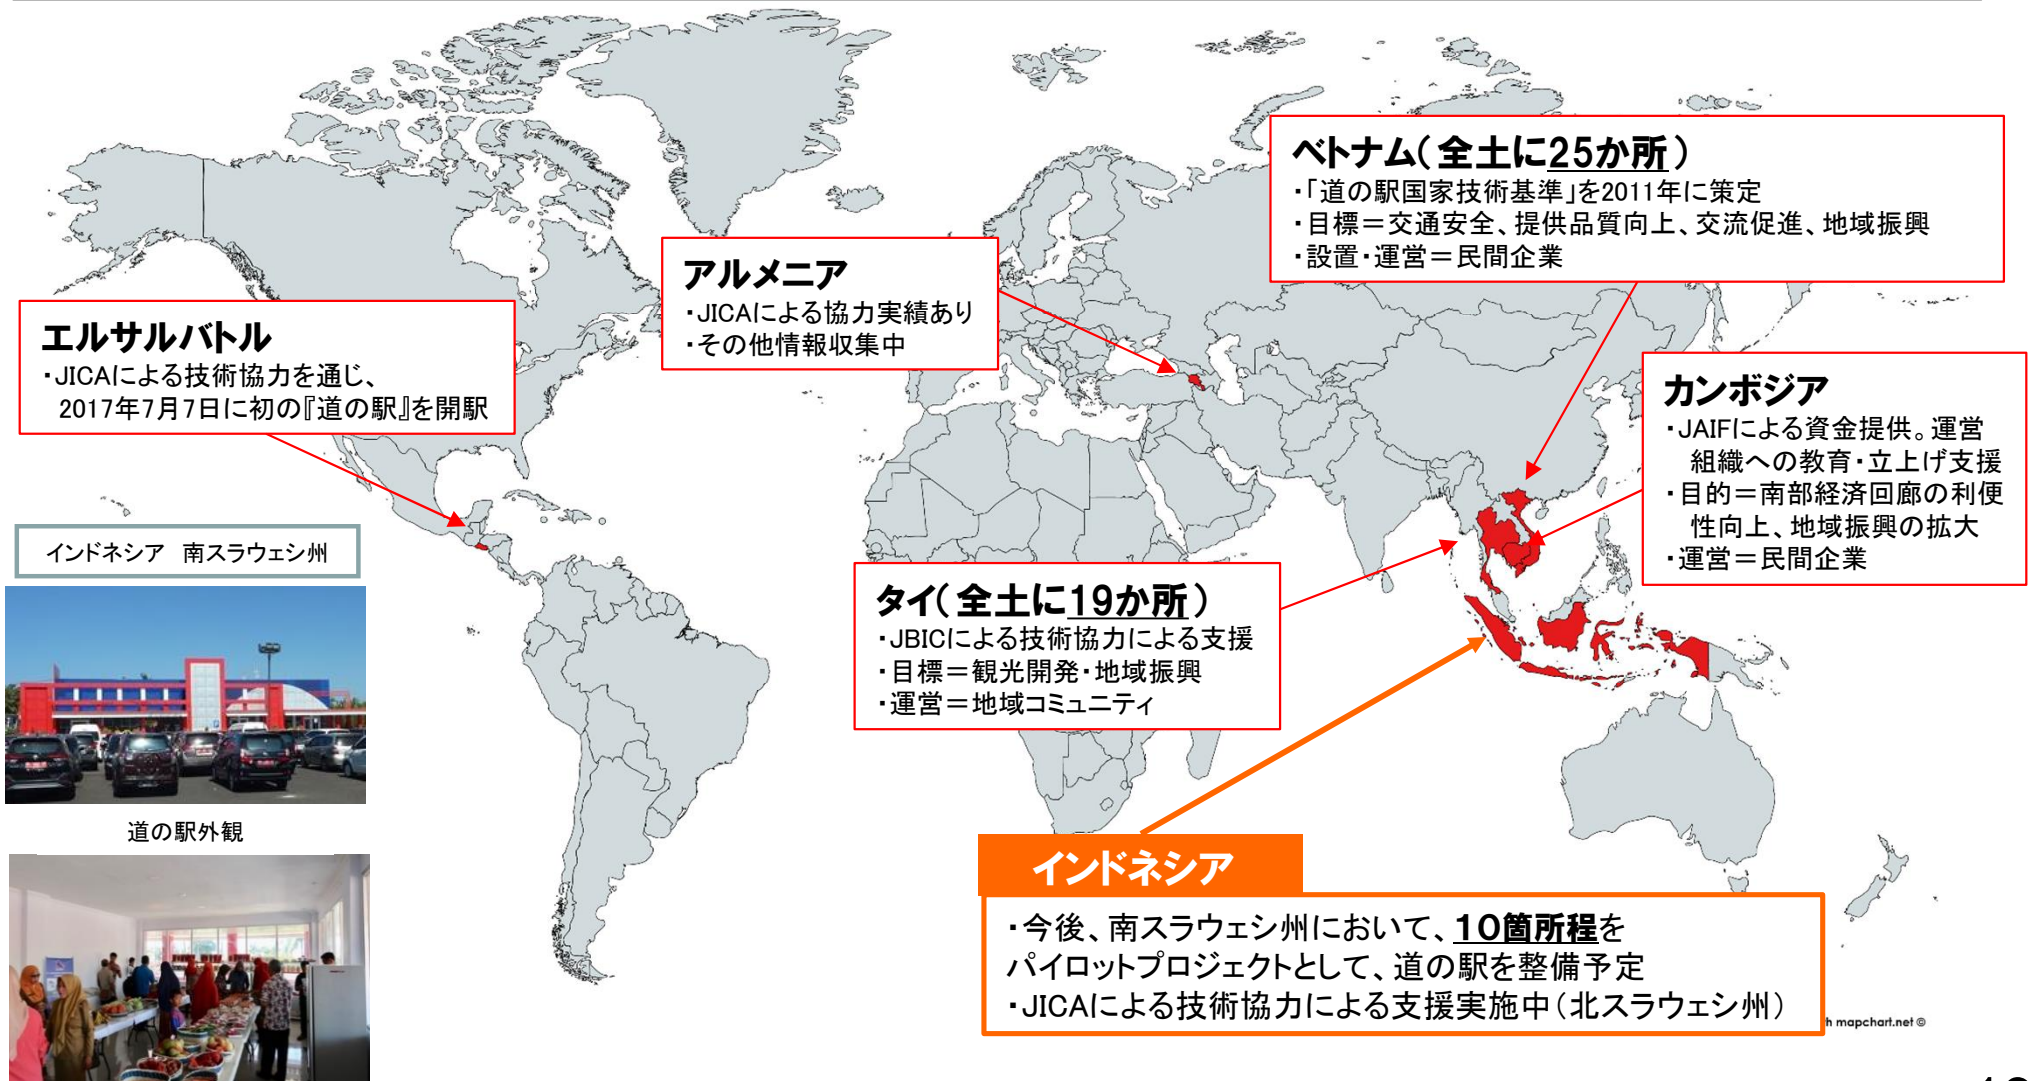 ベトナム(全土に25か所)
・「道の駅国家技術基準」を2011年に策定
・目標＝交通安全、提供品質向上、交流促進、地域振興
・設置・運営＝民間企業
アルメニア
・JICAによる協力実績あり
・その他情報収集中
エルサルバトル
・JICAによる技術協力を通じ、
2017年7月7日に初の『道の駅』を開駅
カンボジア
・JAIFによる資金提供。運営
組織への教育・立上げ支援
・目的＝南部経済回廊の利便
性向上、地域振興の拡大
・運営＝民間企業
インドネシア　南スラウェシ州
タイ(全土に19か所)
・JBICによる技術協力による支援
・目標＝観光開発・地域振興
・運営＝地域コミュニティ
道の駅外観
インドネシア
・今後、南スラウェシ州において、10箇所程を
パイロットプロジェクトとして、道の駅を整備予定
・JICAによる技術協力による支援実施中(北スラウェシ州)
h mapchart.net ©